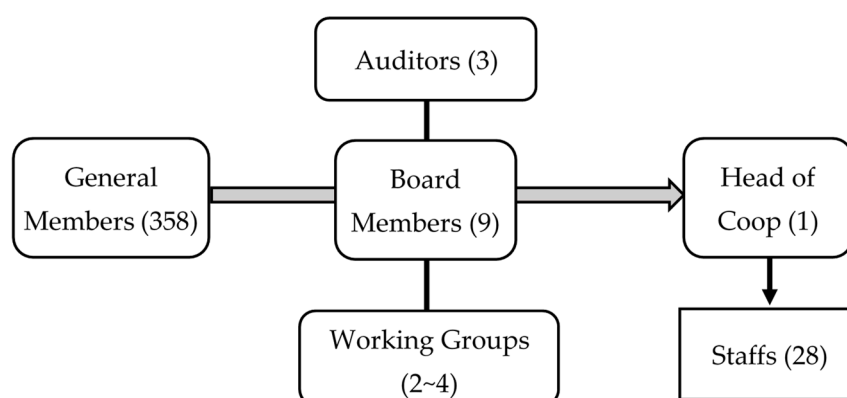 Auditors (3)
General
Members (358)
Board
Members (9)
Head of
Coop (1)
Working Groups
(2~4)
Staffs (28)